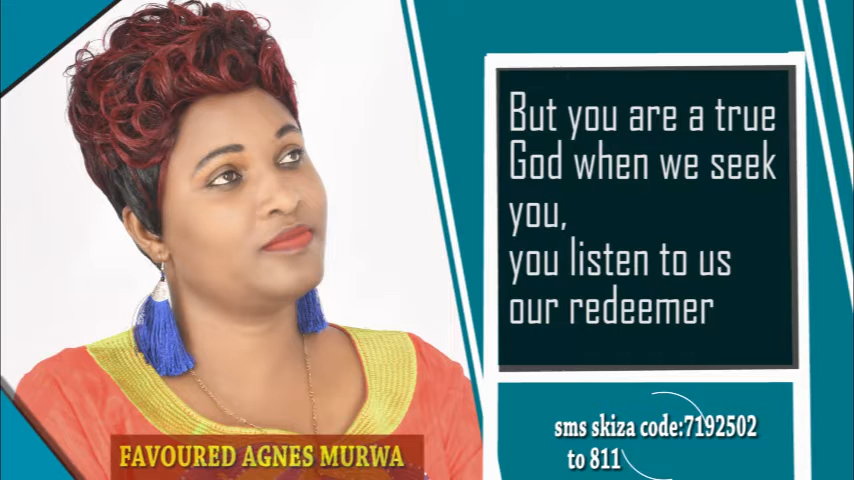 But you are a true
God when we seek
you,
you listen to us
our redeemer
sms skiza code:7192502
to 811
FAVOURED AGNES MURWA